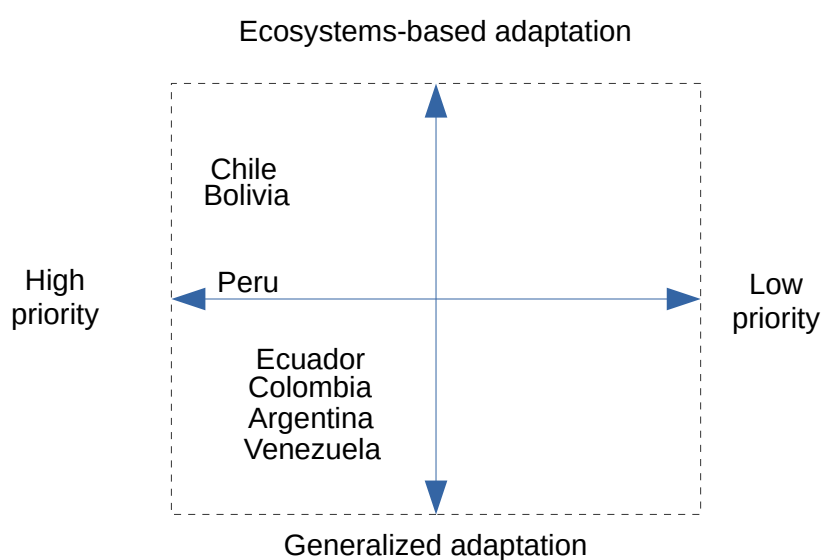 Ecosystems-based adaptation
Chile
Bolivia
High
priority
Peru
Low
priority
Ecuador
Colombia
Argentina
Venezuela
Generalized adaptation